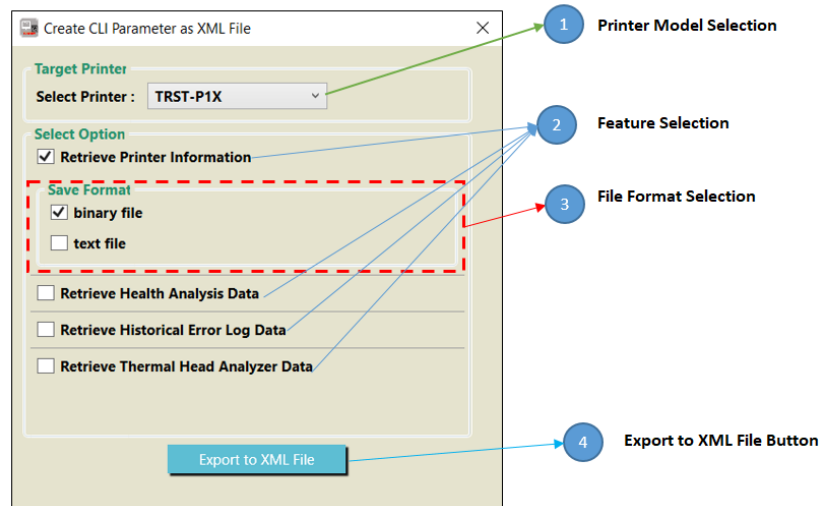 Create CLI Parameter as XML File
1 Printer Model Selection
Target Printer
Select Printer : TRST-P1X
Select Option
2 Feature Selection
Retrieve Printer Information
Save Format
3 File Format Selection
binary file
text file
Retrieve Health Analysis Data
Retrieve Historical Error Log Data
Retrieve Thermal Head Analyzer Data
4 Export to XML File Button
Export to XML File